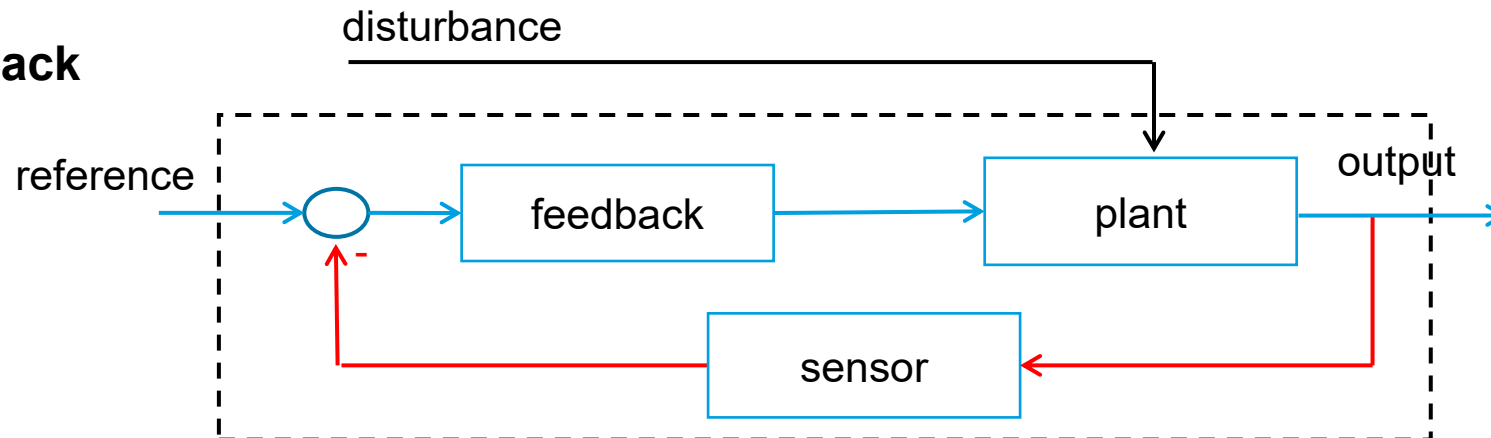 disturbance
ack
reference
output
feedback
plant
-
sensor